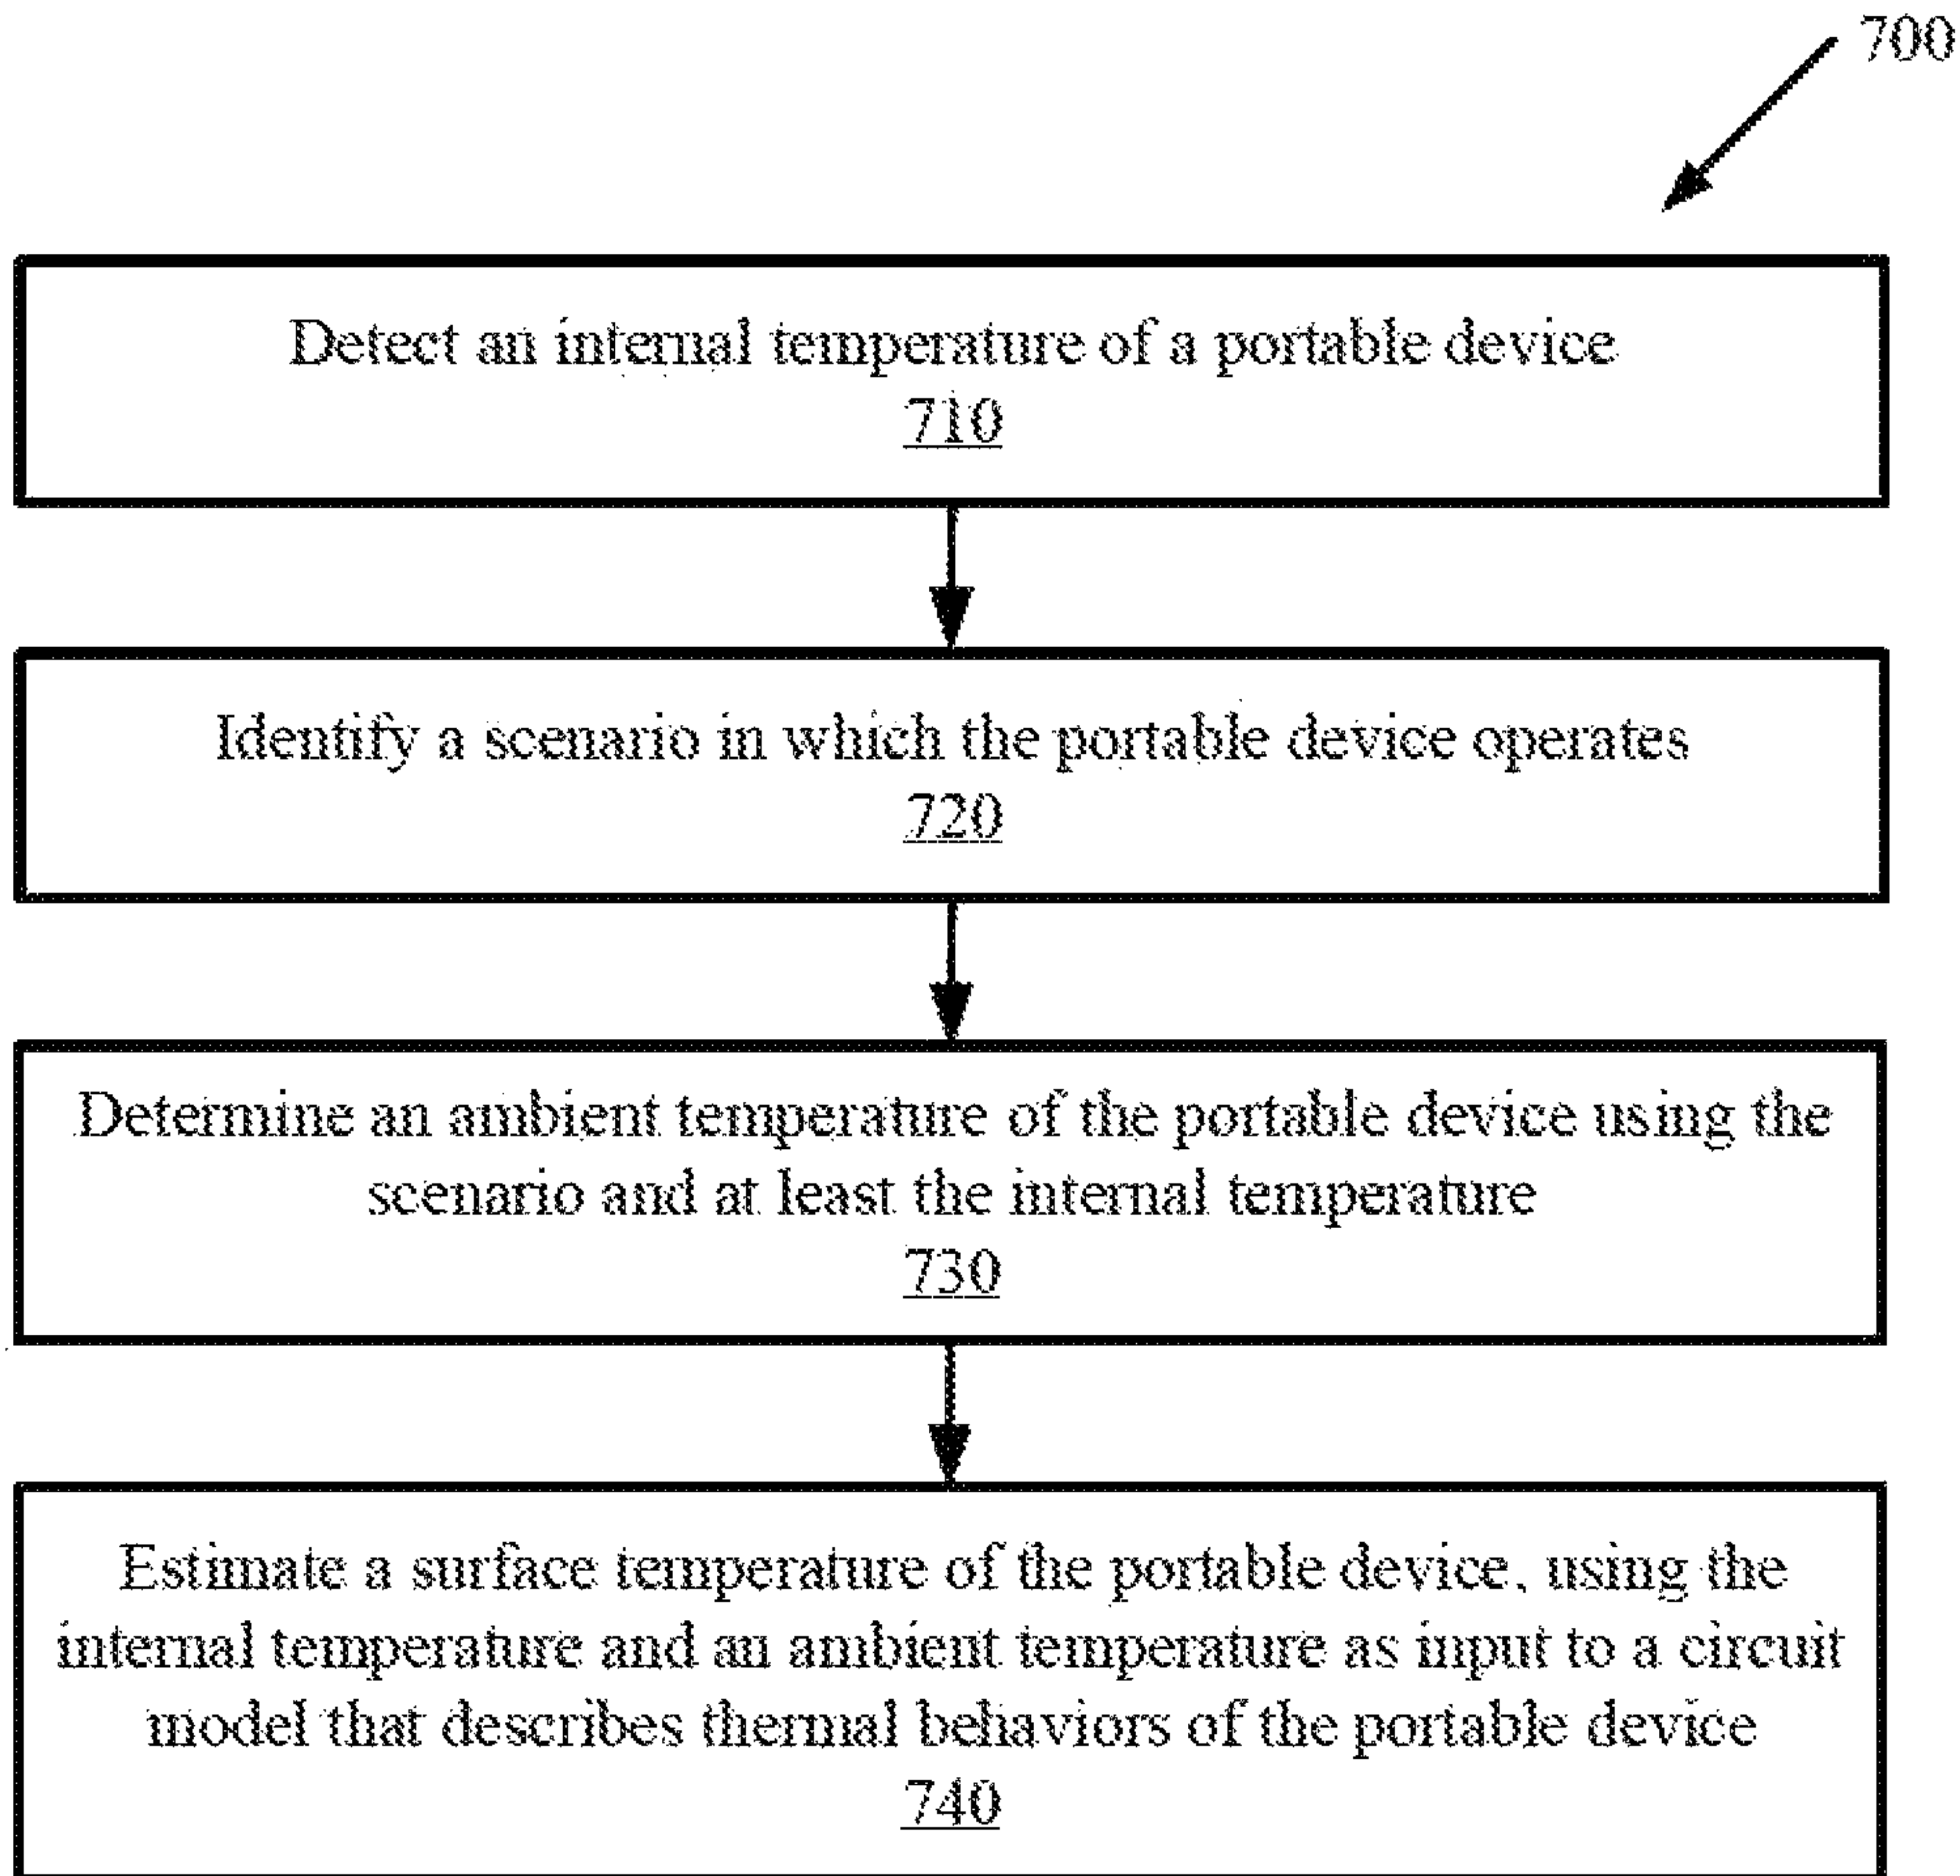 700
Detect an internal temperature of a portable device
710
Identify a scenario in which the portable device operates
720
Determine an ambient temperature of the portable device using the
scenario and at least the internal temperature
730
Estimate a surface temperature of the portable device, using the
internal temperature and an ambient temperature as input to a circuit
model that describes thermal behaviors of the portable device
740